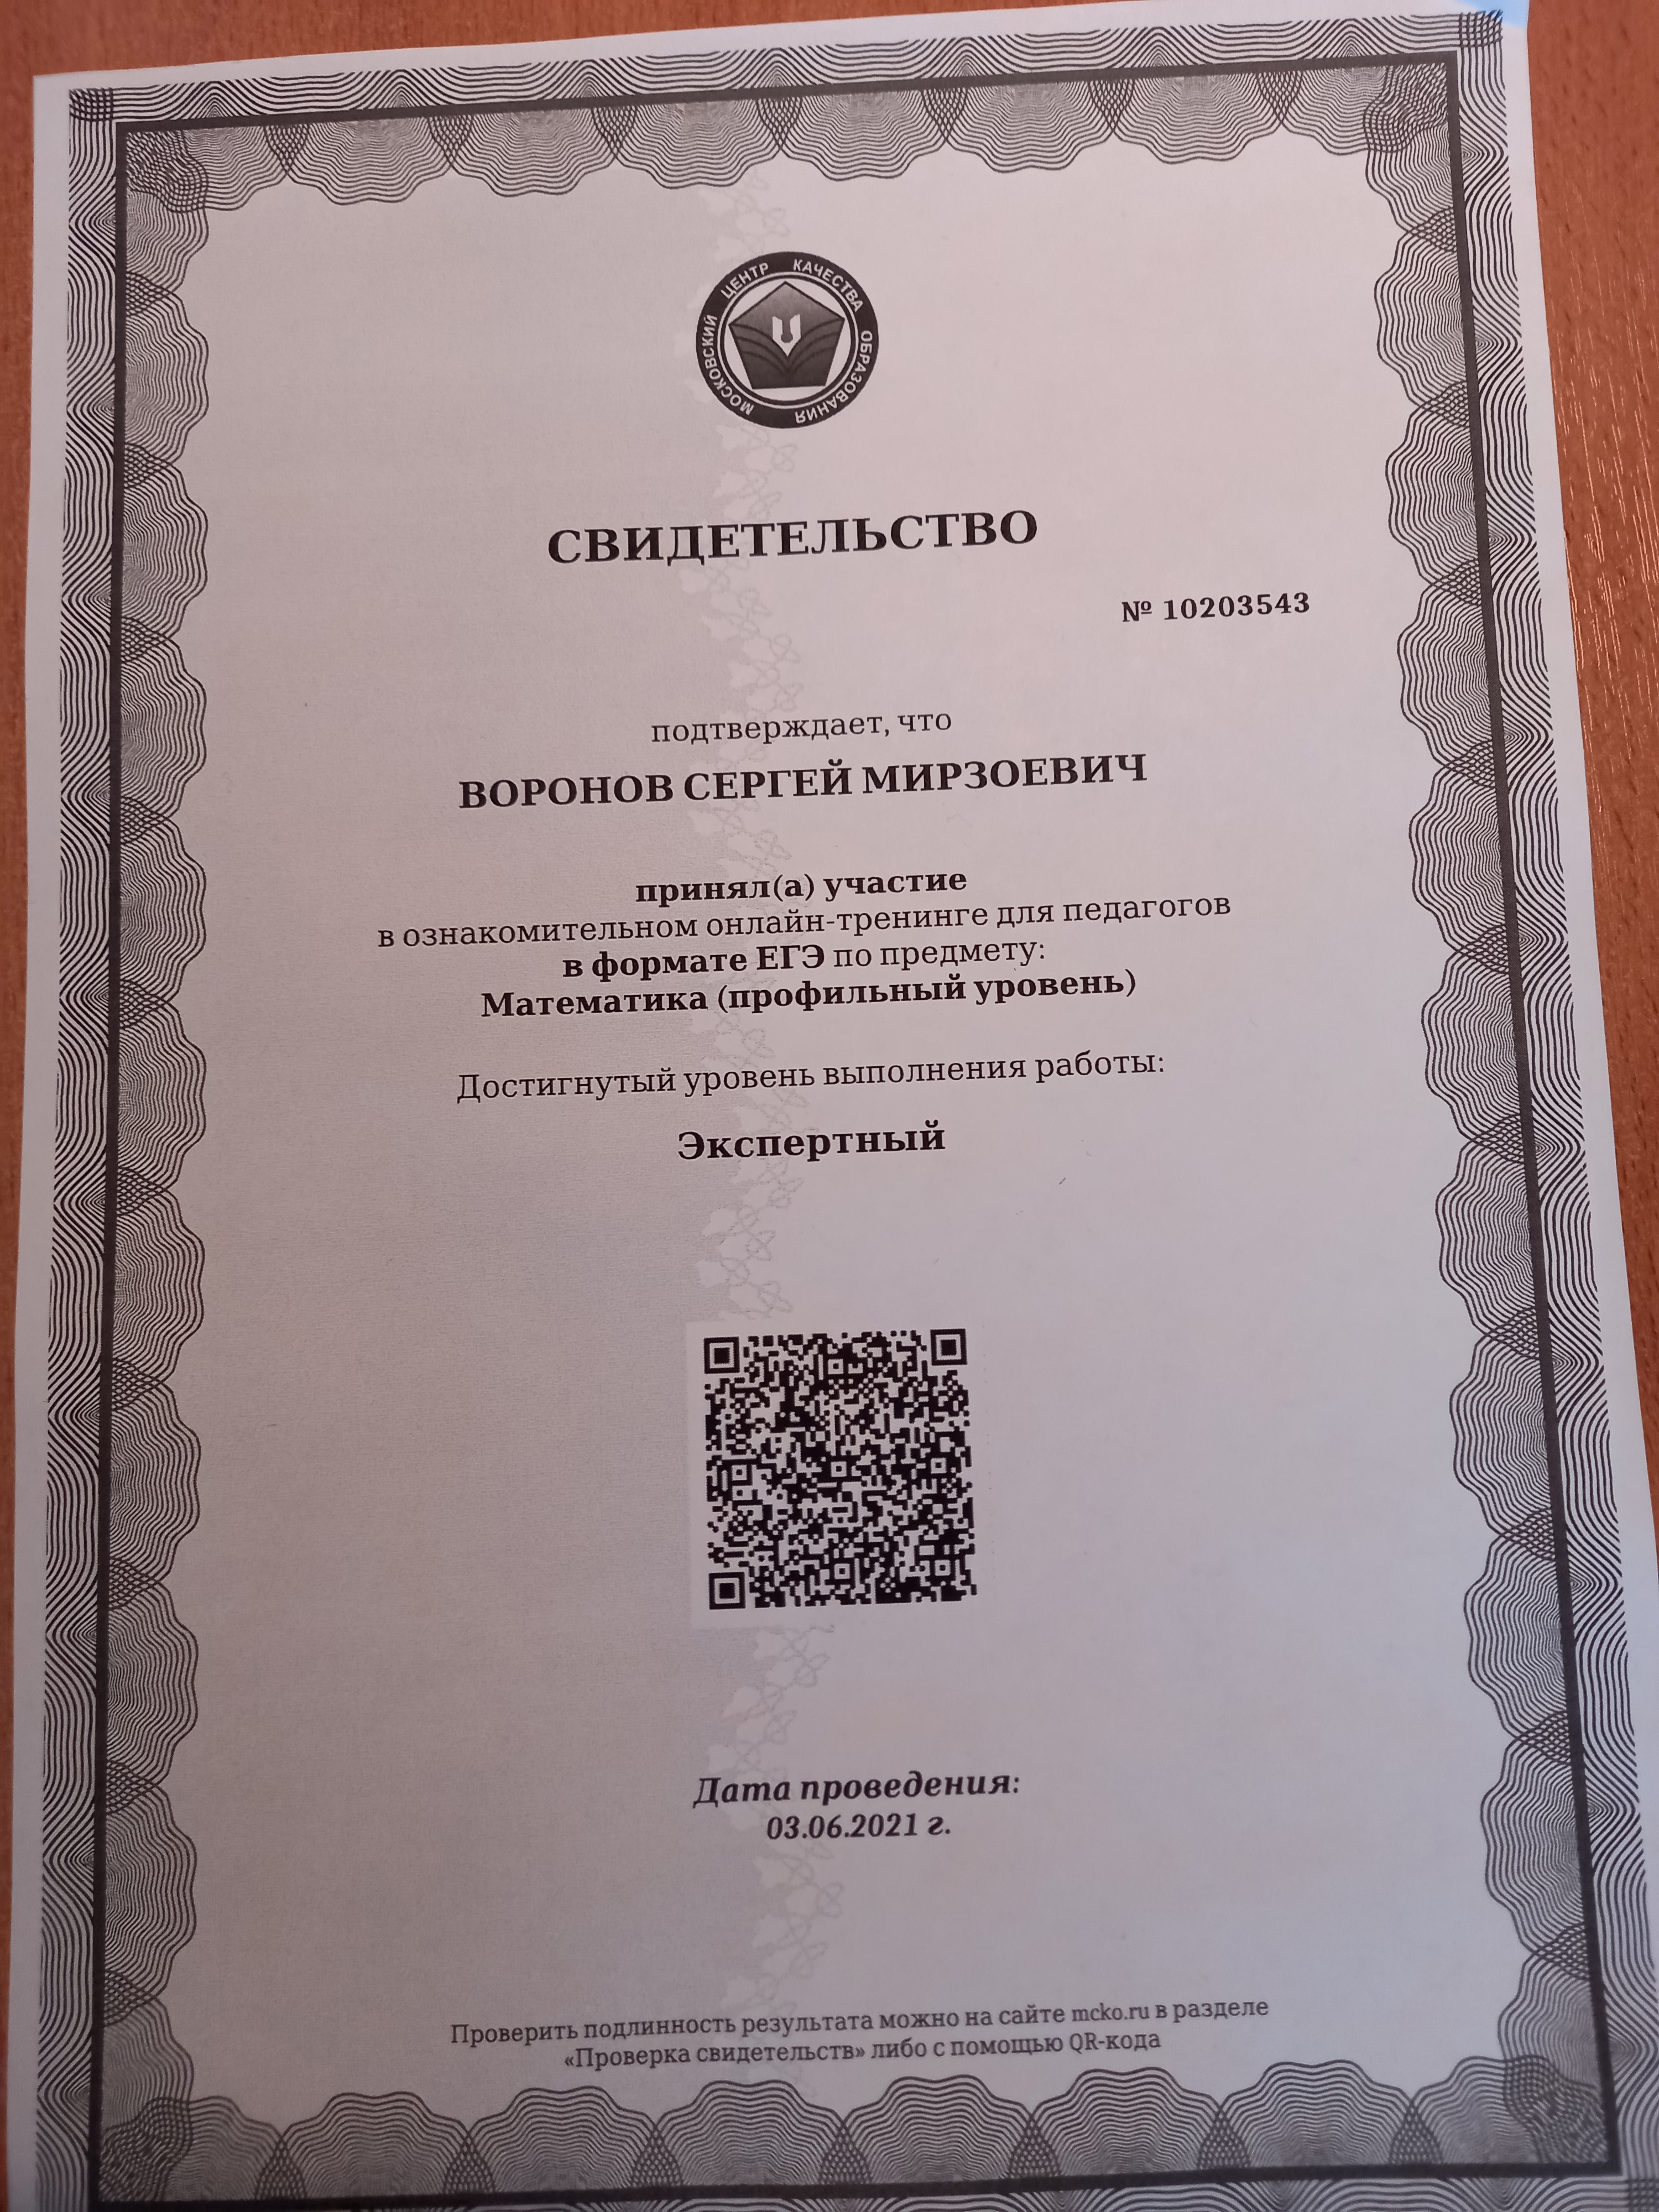 МОСКОВСКИЙ ЦЕНТР КАЧЕСТВА ОБРАЗОВАНИЯ
СВИДЕТЕЛЬСТВО
№ 10203543
подтверждает, что
ВОРОНОВ СЕРГЕЙ МИРЗОЕВИЧ
принял(а) участие
в ознакомительном онлайн-тренинге для педагогов
в формате ЕГЭ по предмету:
Математика (профильный уровень)
Достигнутый уровень выполнения работы:
Экспертный
Дата проведения:
03.06.2021 г.
Проверить подлинность результата можно на сайте mcko.ru в разделе
«Проверка свидетельств» либо с помощью QR-кода